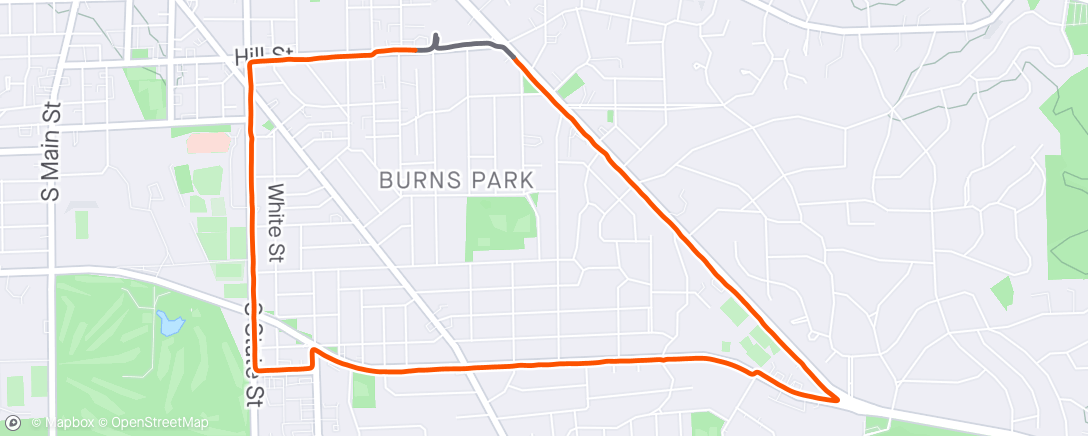 Hill St
S Main St
BURNS PARK
White St
S State St
© Mapbox © OpenStreetMap